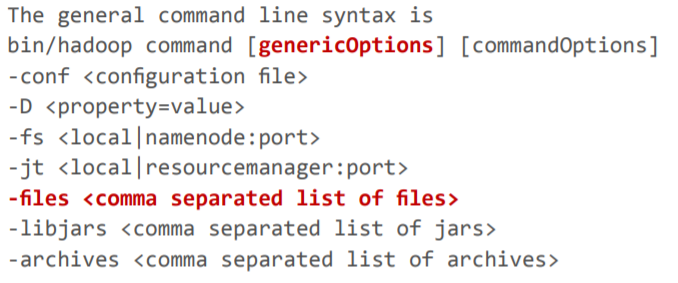 The general command line syntax is
bin/hadoop command [genericOptions] [commandOptions]
-conf <configuration file>
-D <property=value>
-fs <local|namenode:port>
-jt <local|resourcemanager:port>
-files <comma separated list of files>
-libjars <comma separated list of jars>
-archives <comma separated list of archives>